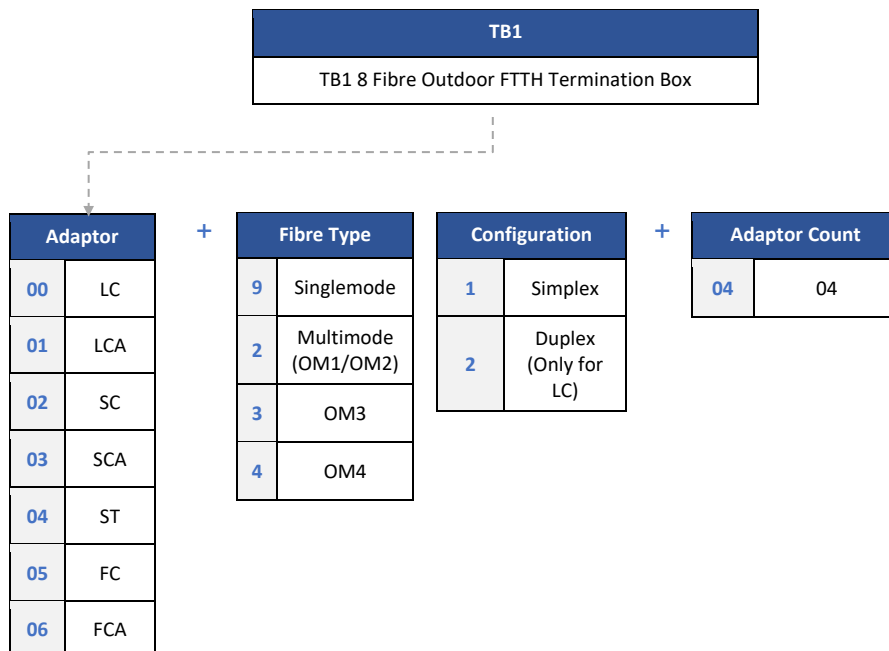 TB1
TB1 8 Fibre Outdoor FTTH Termination Box
Adaptor
00 LC
01 LCA
02 SC
03 SCA
04 ST
05 FC
06 FCA
+
Fibre Type
9 Singlemode
2 Multimode
(OM1/OM2)
3 OM3
4 OM4
Configuration
1 Simplex
2 Duplex
(Only for
LC)
+
Adaptor Count
04 04